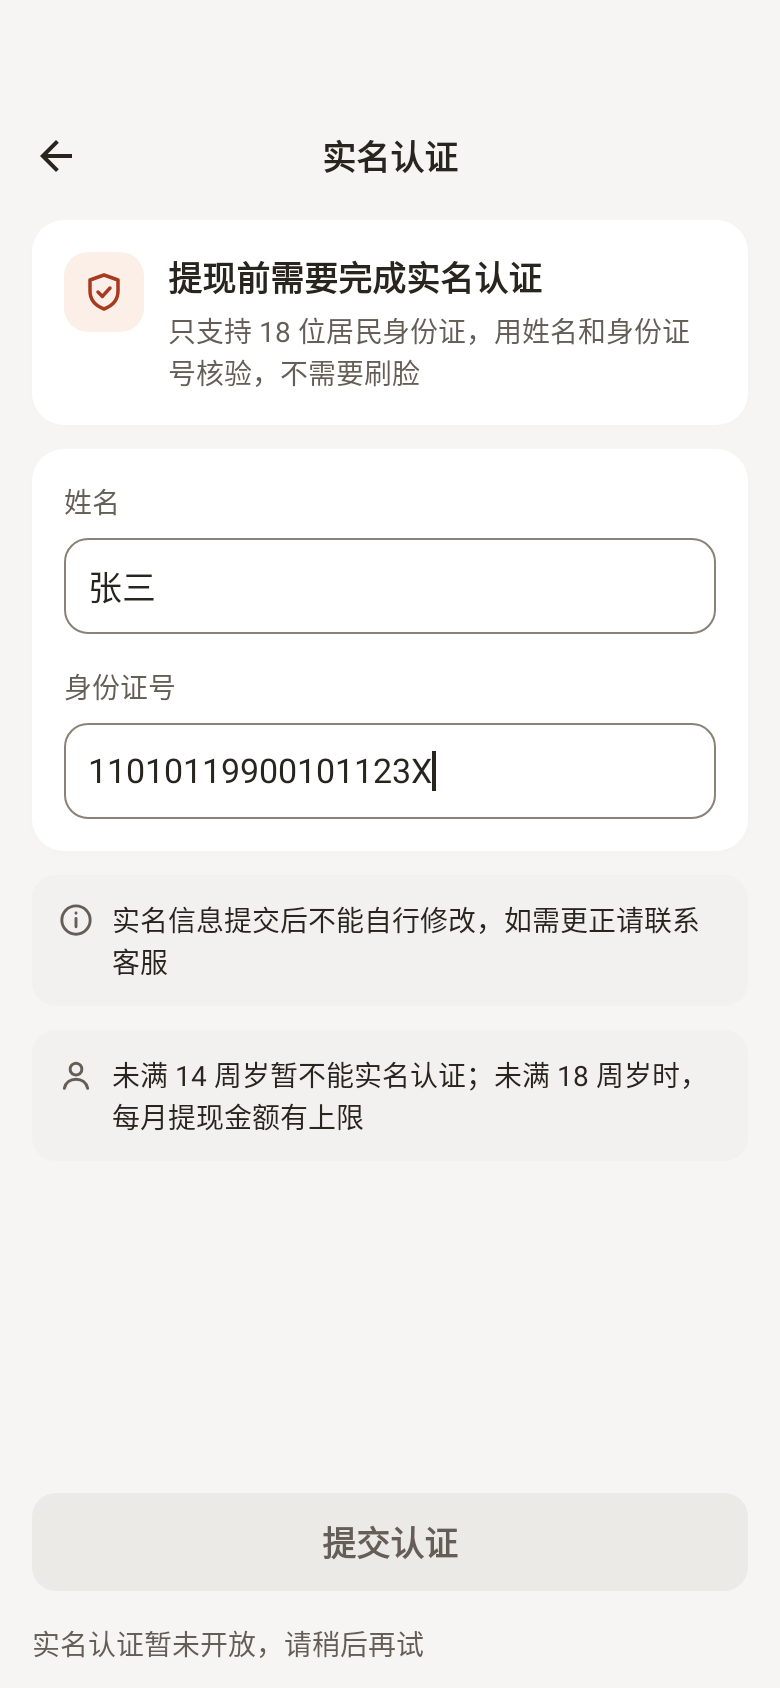 实名认证
提现前需要完成实名认证
只支持 18 位居民身份证，用姓名和身份证
号核验，不需要刷脸
姓名
张三
身份证号
11010119900101123X
实名信息提交后不能自行修改，如需更正请联系
客服
未满 14 周岁暂不能实名认证；未满 18 周岁时，
每月提现金额有上限
提交认证
实名认证暂未开放，请稍后再试